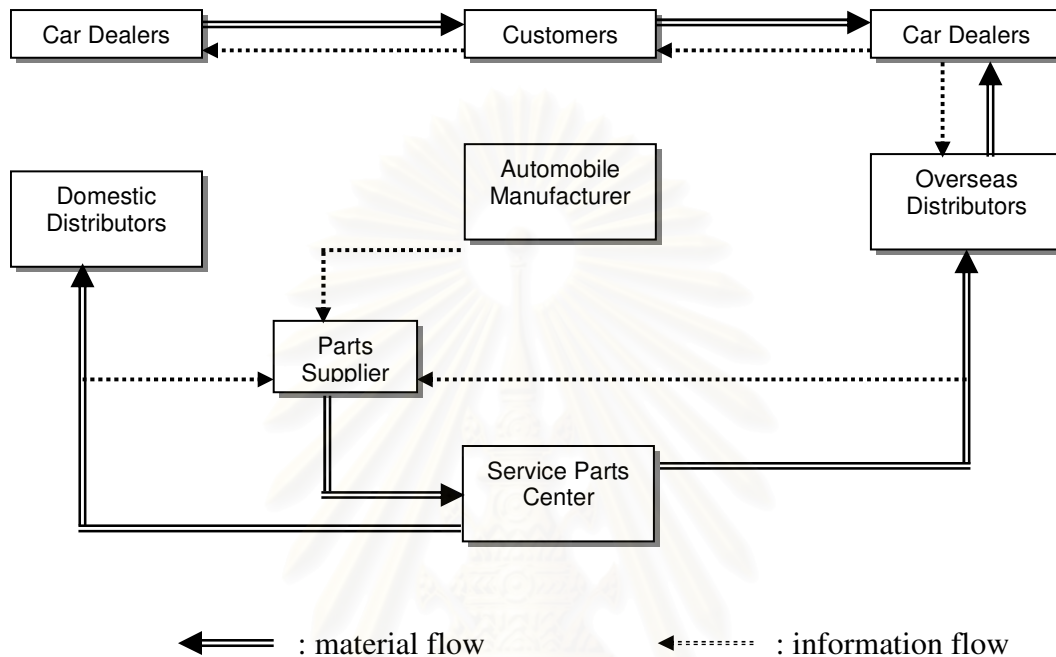 Car Dealers
Customers
Car Dealers
Domestic
Distributors
Automobile
Manufacturer
Overseas
Distributors
Parts
Supplier
Service Parts
Center
: material flow
: information flow